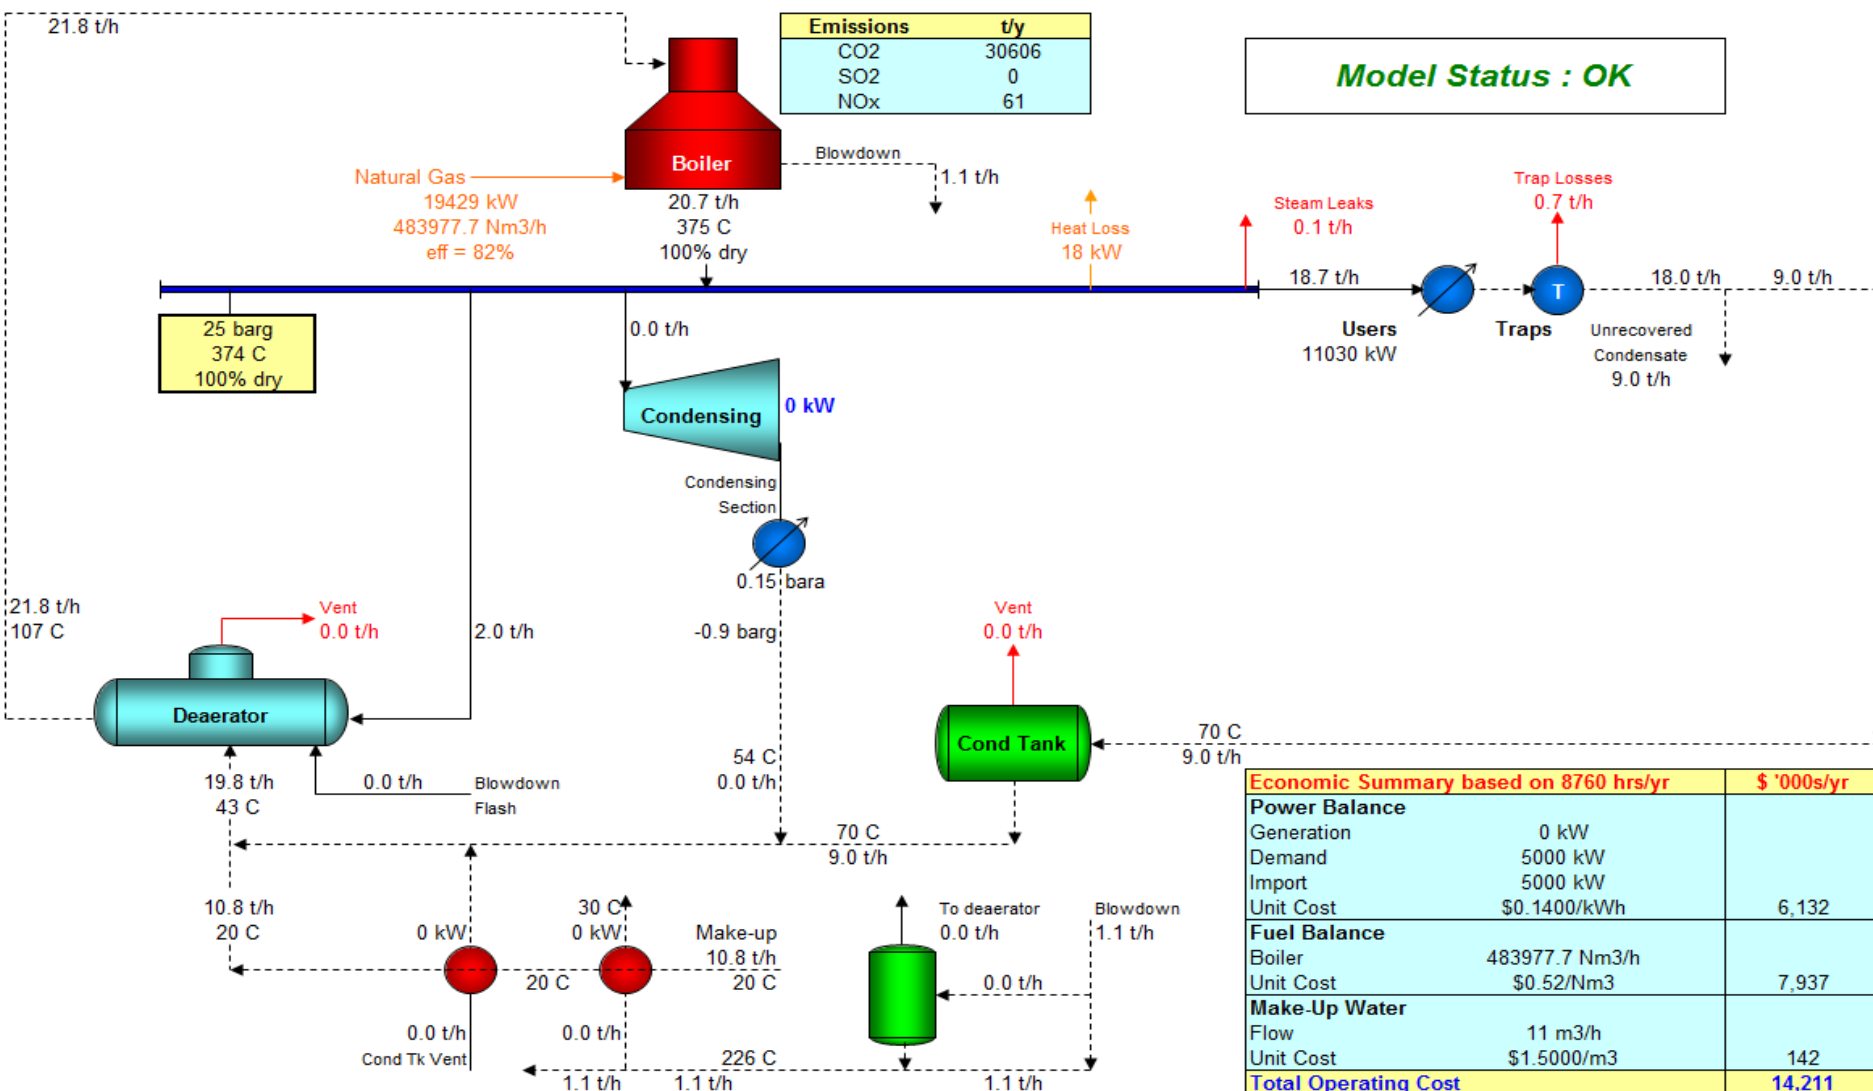 21.8 t/h
Emissions t/y
CO2 30606
SO2 0
NOx 61
Model Status : OK
Boiler
Blowdown
1.1 t/h
Natural Gas
19429 kW
483977.7 Nm3/h
eff = 82%
20.7 t/h
375 C
100% dry
Heat Loss
18 kW
Steam Leaks
0.1 t/h
Trap Losses
0.7 t/h
18.7 t/h
T
18.0 t/h
9.0 t/h
25 barg
374 C
100% dry
0.0 t/h
Users
11030 kW
Traps
Unrecovered
Condensate
9.0 t/h
Condensing
0 kW
Condensing
Section
0.15 bara
21.8 t/h
107 C
Vent
0.0 t/h
2.0 t/h
-0.9 barg
Vent
0.0 t/h
Deaerator
54 C
0.0 t/h
Cond Tank
70 C
9.0 t/h
19.8 t/h
43 C
0.0 t/h
Blowdown
Flash
70 C
9.0 t/h
10.8 t/h
20 C
0 kW
30 C
0 kW
Make-up
10.8 t/h
20 C
20 C
To deaerator
0.0 t/h
Blowdown
1.1 t/h
0.0 t/h
0.0 t/h
Cond Tk Vent
0.0 t/h
226 C
1.1 t/h
1.1 t/h
1.1 t/h
Economic Summary based on 8760 hrs/yr $ '000s/yr
Power Balance
Generation 0 kW
Demand 5000 kW
Import 5000 kW
Unit Cost $0.1400/kWh 6,132
Fuel Balance
Boiler 483977.7 Nm3/h
Unit Cost $0.52/Nm3 7,937
Make-Up Water
Flow 11 m3/h
Unit Cost $1.5000/m3 142
Total Operating Cost 14,211